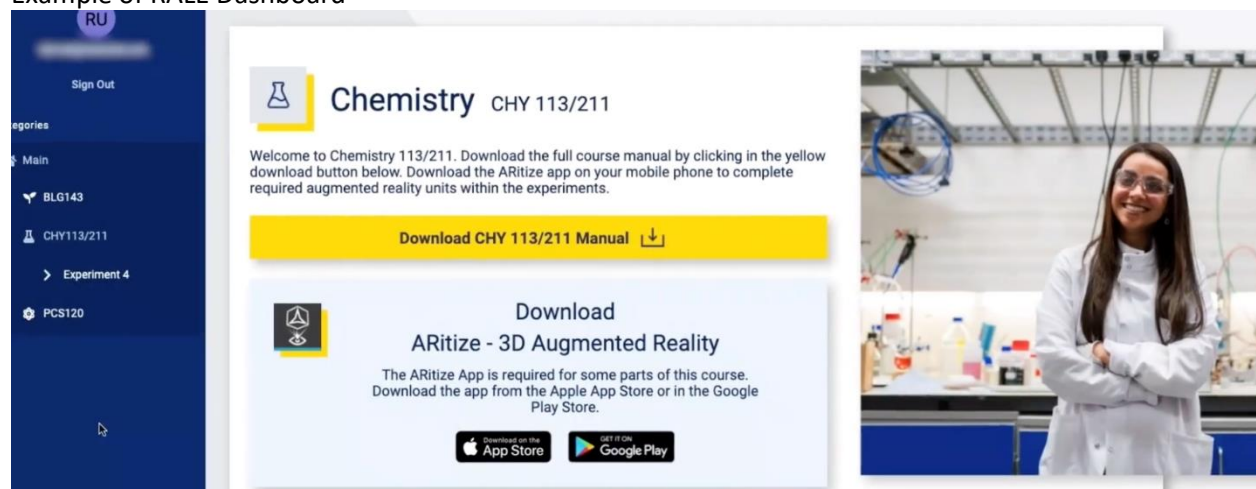 Example of RALE Dashboard
RU
Sign Out
tegories
Main
BLG143
CHY113/211
Experiment 4
PCS120
Chemistry CHY 113/211
Welcome to Chemistry 113/211. Download the full course manual by clicking in the yellow
download button below. Download the ARitize app on your mobile phone to complete
required augmented reality units within the experiments.
Download CHY 113/211 Manual
Download
ARitize - 3D Augmented Reality
The ARitize App is required for some parts of this course.
Download the app from the Apple App Store or in the Google
Play Store.
Download on the
App Store
GET IT ON
Google Play